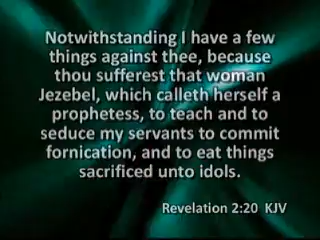 Notwithstanding I have a few
things against thee, because
thou sufferest that woman
Jezebel, which calleth herself a
prophetess, to teach and to
seduce my servants to commit
fornication, and to eat things
sacrificed unto idols.
Revelation 2:20 KJV